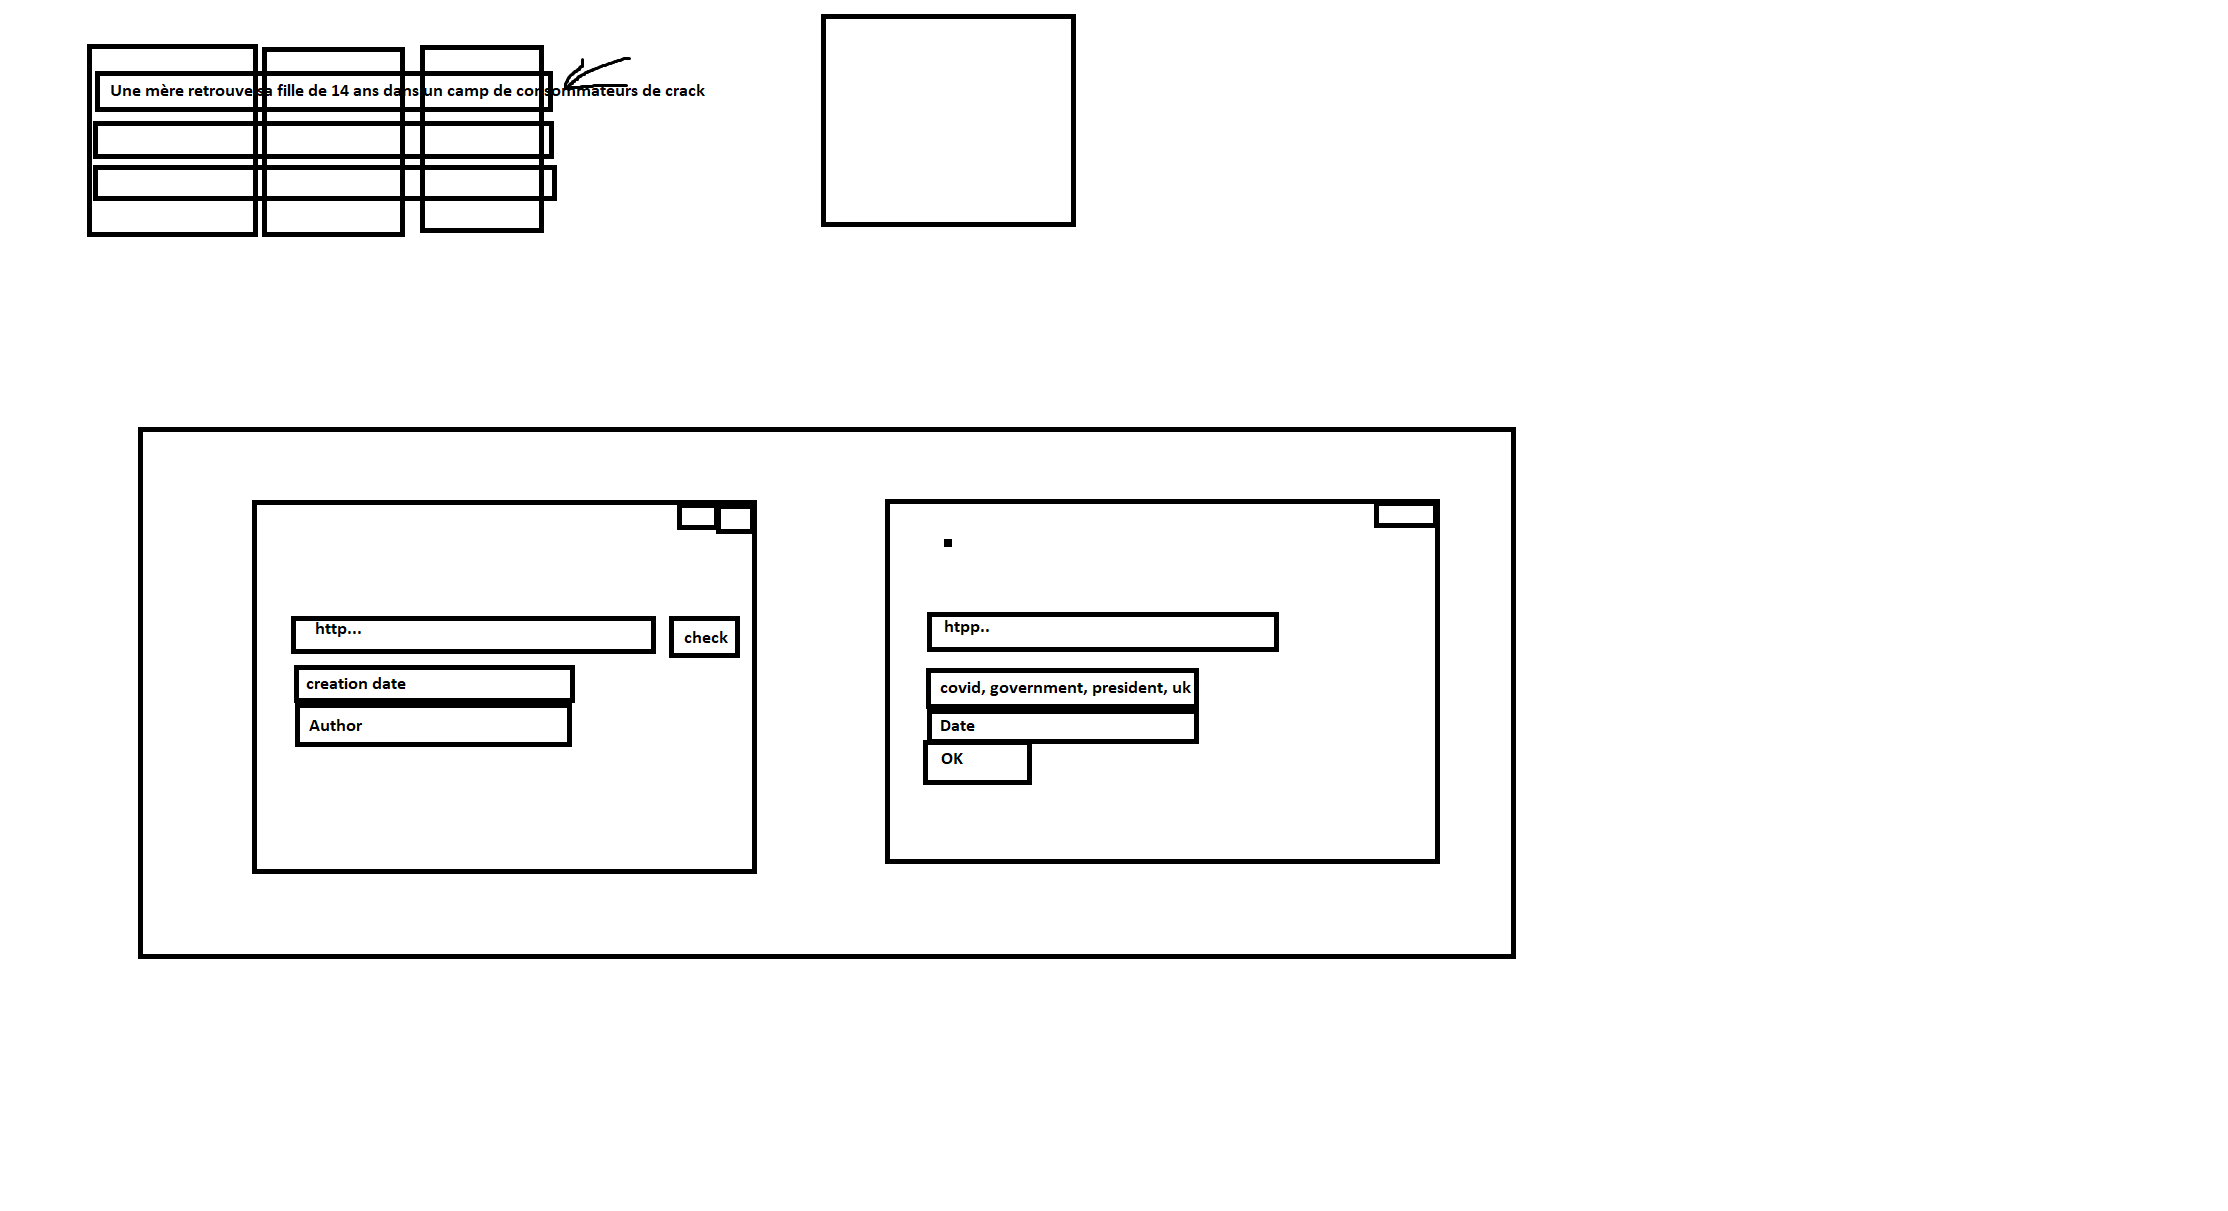 Une mère retrouve sa fille de 14 ans dans un camp de consommateurs de crack
http...
check
creation date
Author
htpp..
covid, government, president, uk
Date
OK